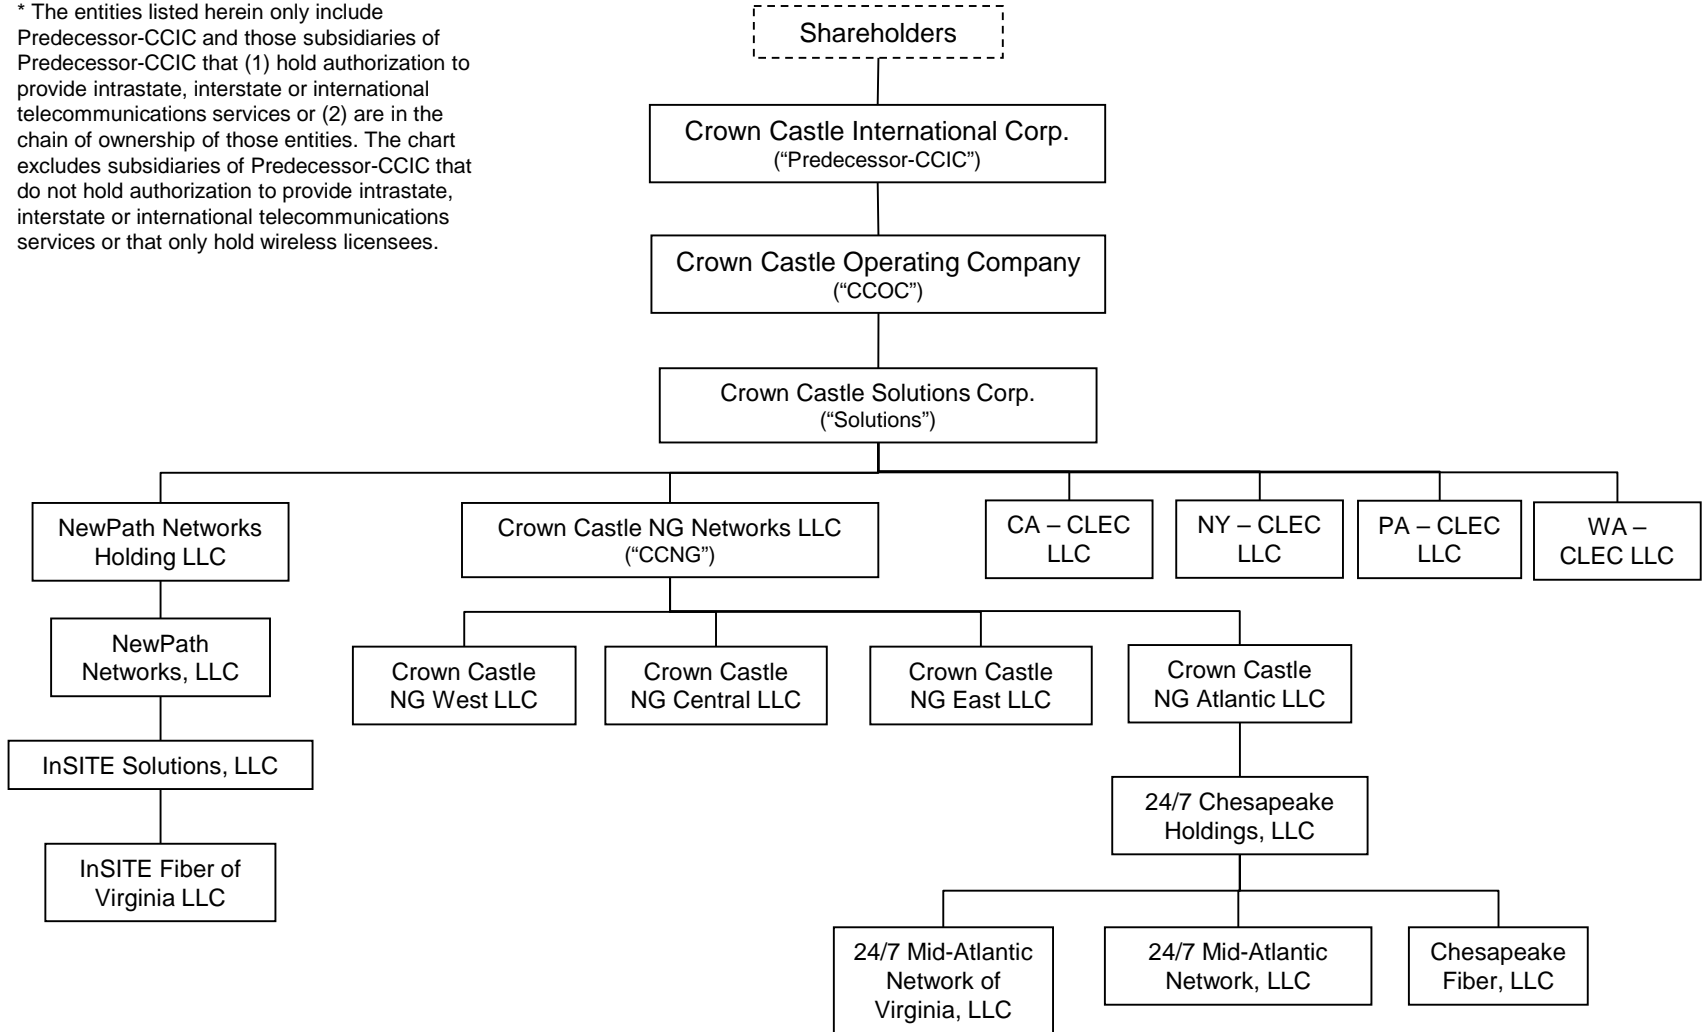 * The entities listed herein only include
Predecessor-CCIC and those subsidiaries of
Predecessor-CCIC that (1) hold authorization to
provide intrastate, interstate or international
telecommunications services or (2) are in the
chain of ownership of those entities. The chart
excludes subsidiaries of Predecessor-CCIC that
do not hold authorization to provide intrastate,
interstate or international telecommunications
services or that only hold wireless licensees.
Shareholders
Crown Castle International Corp.
(“Predecessor-CCIC”)
Crown Castle Operating Company
(“CCOC”)
Crown Castle Solutions Corp.
(“Solutions”)
NewPath Networks
Holding LLC
Crown Castle NG Networks LLC
(“CCNG”)
CA – CLEC
LLC
NY – CLEC
LLC
PA – CLEC
LLC
WA –
CLEC LLC
NewPath
Networks, LLC
Crown Castle
NG West LLC
Crown Castle
NG Central LLC
Crown Castle
NG East LLC
Crown Castle
NG Atlantic LLC
InSITE Solutions, LLC
24/7 Chesapeake
Holdings, LLC
InSITE Fiber of
Virginia LLC
24/7 Mid-Atlantic
Network of
Virginia, LLC
24/7 Mid-Atlantic
Network, LLC
Chesapeake
Fiber, LLC